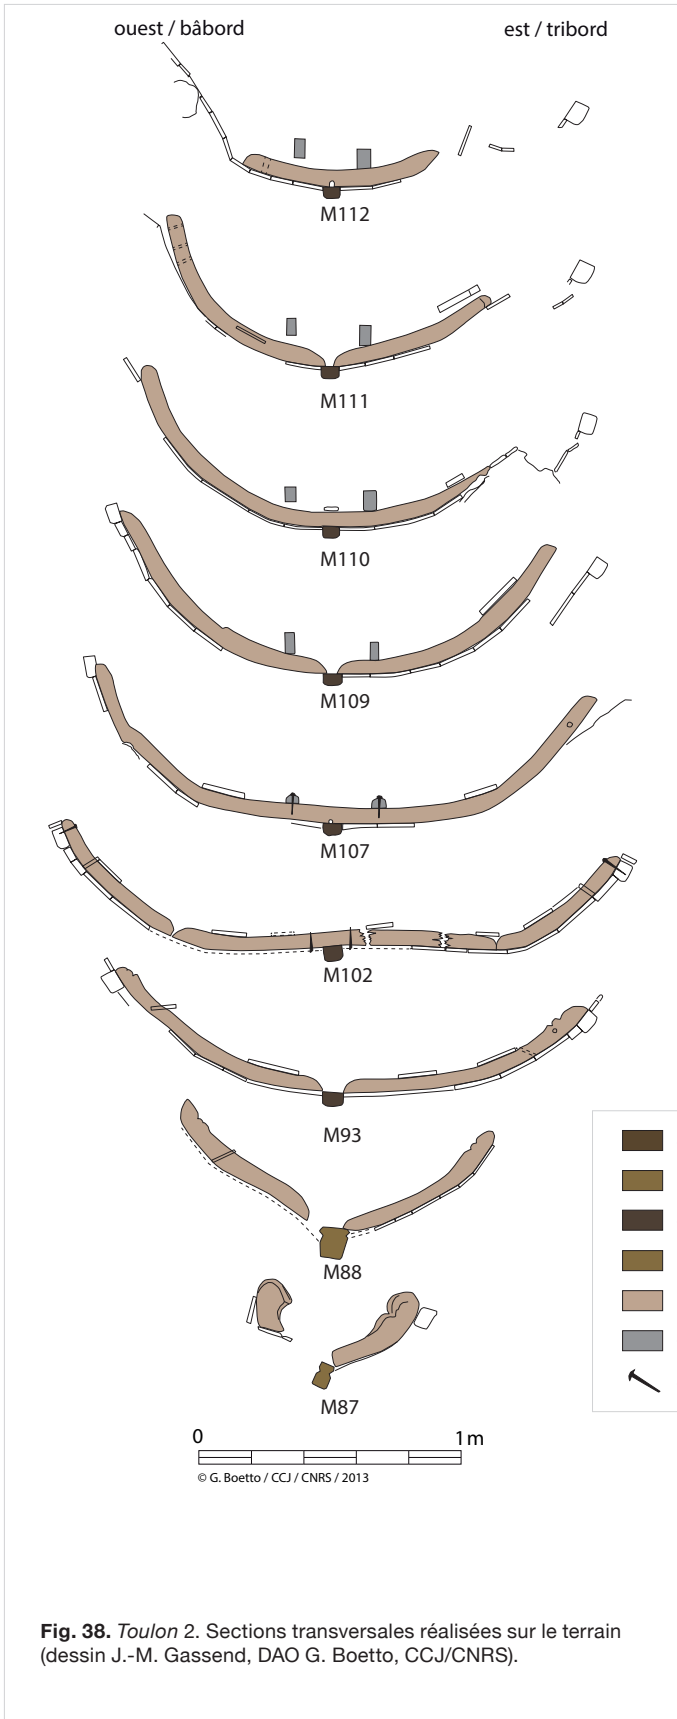 ouest / bâbord
est / tribord
M112
M111
M110
M109
M107
M102
M93
M88
M87
0
1 m
© G. Boetto / CCJ / CNRS / 2013
Fig. 38. Toulon 2. Sections transversales réalisées sur le terrain
(dessin J.-M. Gassend, DAO G. Boetto, CCJ/CNRS).